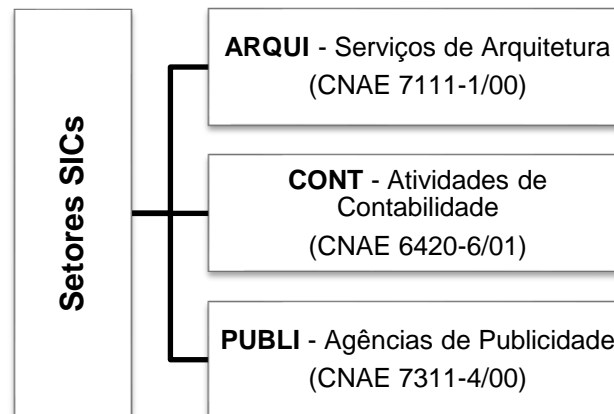 Setores SICs
ARQUI - Serviços de Arquitetura
(CNAE 7111-1/00)
CONT - Atividades de
Contabilidade
(CNAE 6420-6/01)
PUBLI - Agências de Publicidade
(CNAE 7311-4/00)